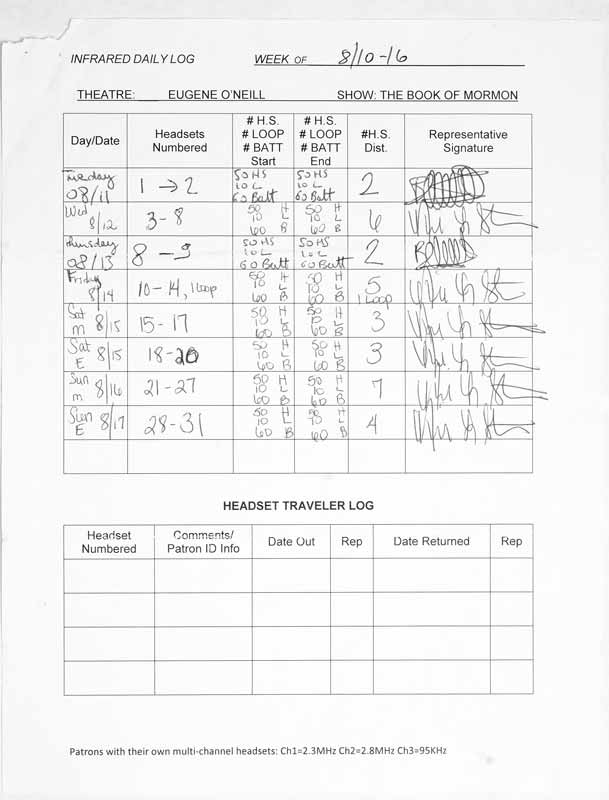 INFRARED DAILY LOG WEEK OF 8/10-16
THEATRE: EUGENE O'NEILL SHOW: THE BOOK OF MORMON
Day/Date Headsets Numbered # H.S. # LOOP # BATT Start # H.S. # LOOP # BATT End #H.S. Dist. Representative Signature
Tuesday 08/11 1 → 2 50 HS 10 L 60 Batt 50 HS 10 L 60 Batt 2
Wed 8/12 3-8 50 H 10 L 60 B 50 H 10 L 60 B 6
Thursday 08/13 8 - 9 50 HS 10 L 60 Batt 50 HS 10 L 60 Batt 2
Friday 8/14 10-14, 1 loop 50 H 10 L 60 B 50 H 10 L 60 B 5 1 Loop
Sat M 8/15 15-17 50 H 10 L 60 B 50 H 10 L 60 B 3
Sat E 8/15 18-20 50 H 10 L 60 B 50 H 10 L 60 B 3
Sun M 8/16 21-27 50 H 10 L 60 B 50 H 10 L 60 B 7
Sun E 8/17 28-31 50 H 10 L 60 B 50 H 10 L 60 B 4
HEADSET TRAVELER LOG
Headset Numbered Comments/ Patron ID Info Date Out Rep Date Returned Rep
Patrons with their own multi-channel headsets: Ch1=2.3MHz Ch2=2.8MHz Ch3=95KHz